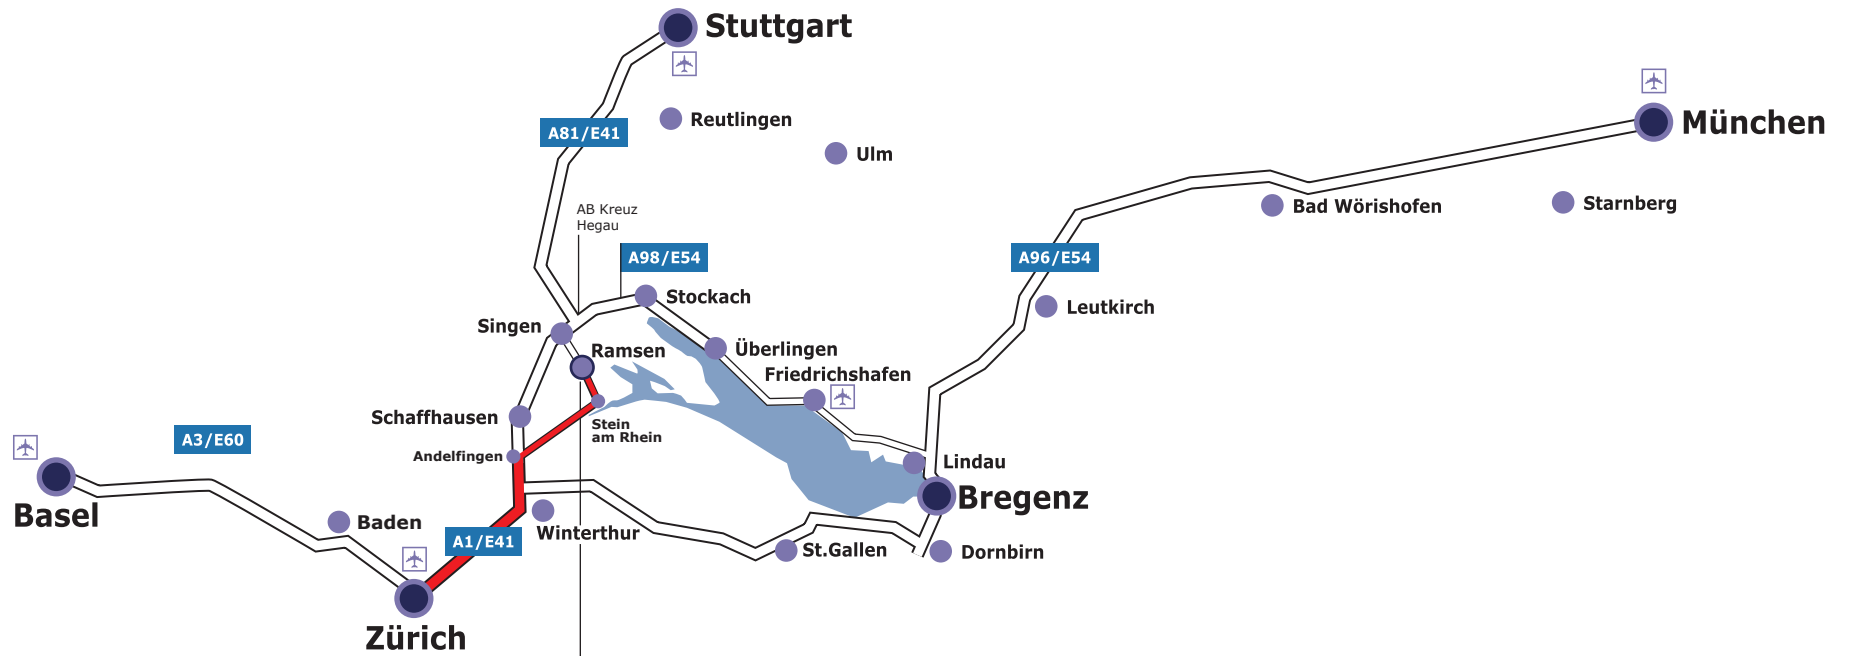 Stuttgart
München
Reutlingen
A81/E41
Ulm
Bad Wörishofen
Starnberg
AB Kreuz
Hegau
A98/E54
A96/E54
Stockach
Leutkirch
Singen
Ramsen
Überlingen
Friedrichshafen
Schaffhausen
Stein
am Rhein
A3/E60
Andelfingen
Lindau
Bregenz
Basel
Baden
Winterthur
A1/E41
St.Gallen
Dornbirn
Zürich